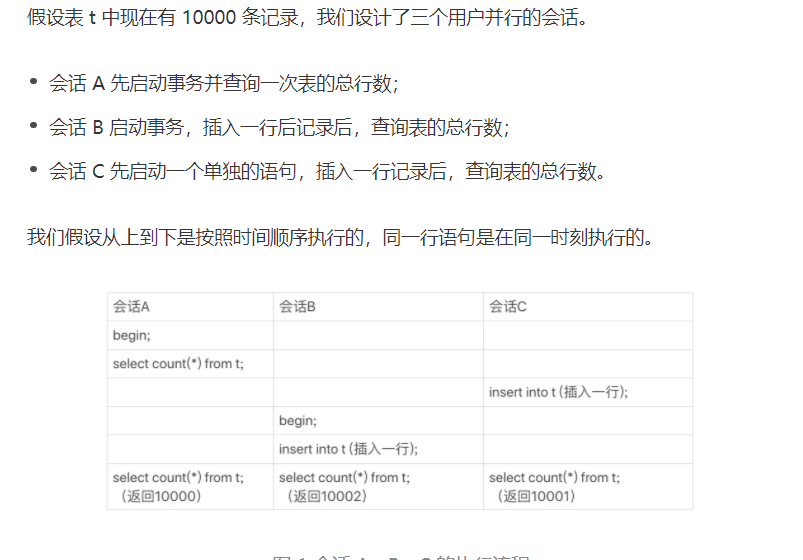 假设表 t 中现在有 10000 条记录，我们设计了三个用户并行的会话。
会话 A 先启动事务并查询一次表的总行数；
会话 B 启动事务，插入一行后记录后，查询表的总行数；
会话 C 先启动一个单独的语句，插入一行记录后，查询表的总行数。
我们假设从上到下是按照时间顺序执行的，同一行语句是在同一时刻执行的。
会话A 会话B 会话C
begin;
select count(*) from t;
insert into t (插入一行);
begin;
insert into t (插入一行);
select count(*) from t; select count(*) from t; select count(*) from t;
（返回10000） （返回10002） （返回10001）